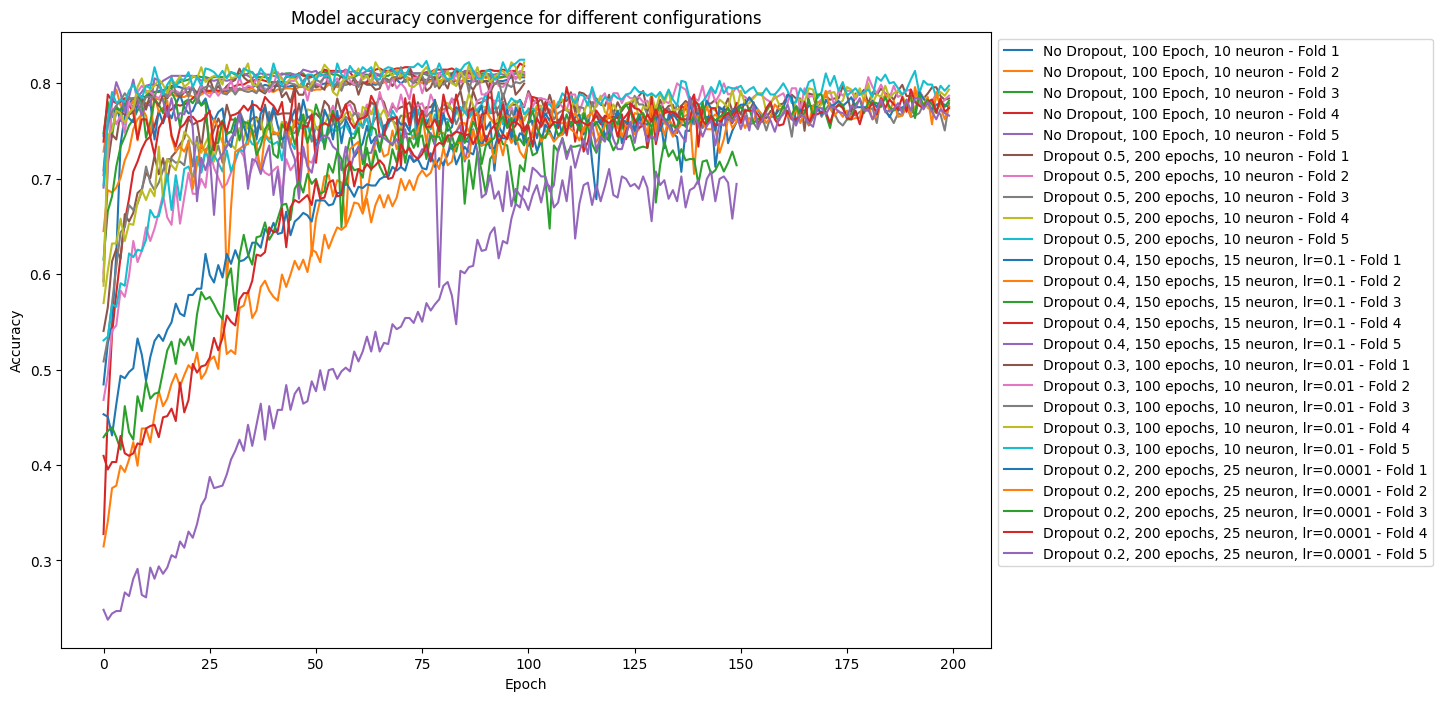 Model accuracy convergence for different configurations
Accuracy
0.8
0.7
0.6
0.5
0.4
0.3
0
25
50
75
100
125
150
175
200
Epoch
No Dropout, 100 Epoch, 10 neuron - Fold 1
No Dropout, 100 Epoch, 10 neuron - Fold 2
No Dropout, 100 Epoch, 10 neuron - Fold 3
No Dropout, 100 Epoch, 10 neuron - Fold 4
No Dropout, 100 Epoch, 10 neuron - Fold 5
Dropout 0.5, 200 epochs, 10 neuron - Fold 1
Dropout 0.5, 200 epochs, 10 neuron - Fold 2
Dropout 0.5, 200 epochs, 10 neuron - Fold 3
Dropout 0.5, 200 epochs, 10 neuron - Fold 4
Dropout 0.5, 200 epochs, 10 neuron - Fold 5
Dropout 0.4, 150 epochs, 15 neuron, lr=0.1 - Fold 1
Dropout 0.4, 150 epochs, 15 neuron, lr=0.1 - Fold 2
Dropout 0.4, 150 epochs, 15 neuron, lr=0.1 - Fold 3
Dropout 0.4, 150 epochs, 15 neuron, lr=0.1 - Fold 4
Dropout 0.4, 150 epochs, 15 neuron, lr=0.1 - Fold 5
Dropout 0.3, 100 epochs, 10 neuron, lr=0.01 - Fold 1
Dropout 0.3, 100 epochs, 10 neuron, lr=0.01 - Fold 2
Dropout 0.3, 100 epochs, 10 neuron, lr=0.01 - Fold 3
Dropout 0.3, 100 epochs, 10 neuron, lr=0.01 - Fold 4
Dropout 0.3, 100 epochs, 10 neuron, lr=0.01 - Fold 5
Dropout 0.2, 200 epochs, 25 neuron, lr=0.0001 - Fold 1
Dropout 0.2, 200 epochs, 25 neuron, lr=0.0001 - Fold 2
Dropout 0.2, 200 epochs, 25 neuron, lr=0.0001 - Fold 3
Dropout 0.2, 200 epochs, 25 neuron, lr=0.0001 - Fold 4
Dropout 0.2, 200 epochs, 25 neuron, lr=0.0001 - Fold 5